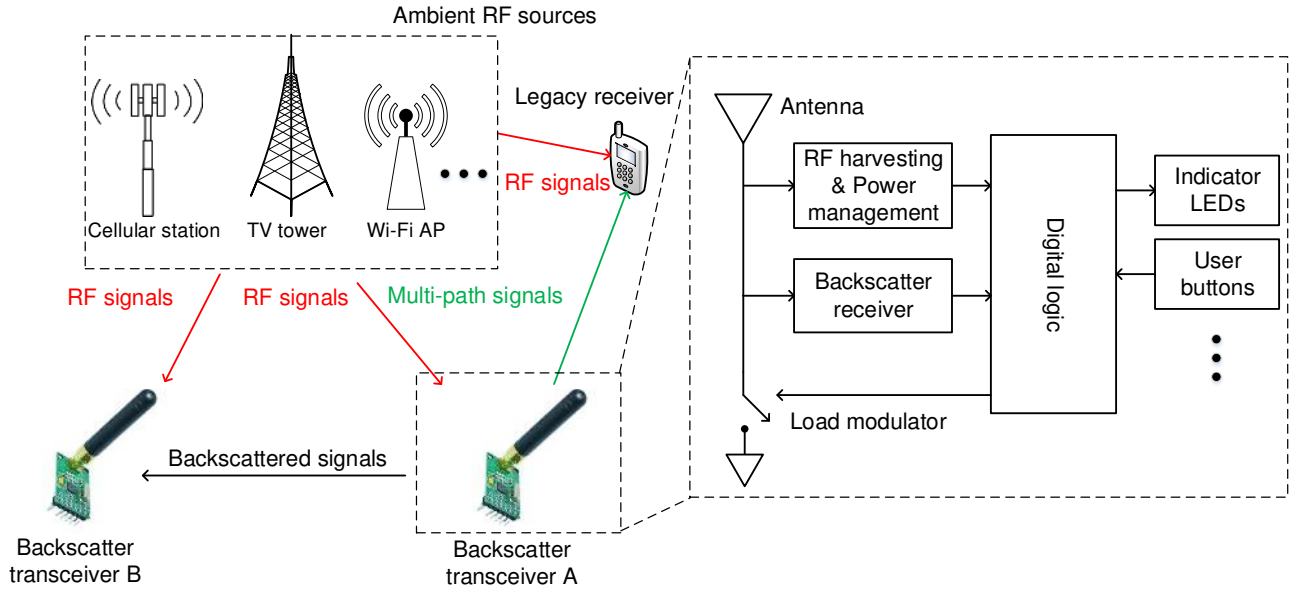 Ambient RF sources
Cellular station
TV tower
Wi-Fi AP
Legacy receiver
RF signals
RF signals
RF signals
Multi-path signals
Backscattered signals
Backscatter
transceiver B
Backscatter
transceiver A
Antenna
RF harvesting
& Power
management
Backscatter
receiver
Load modulator
Digital logic
Indicator
LEDs
User
buttons